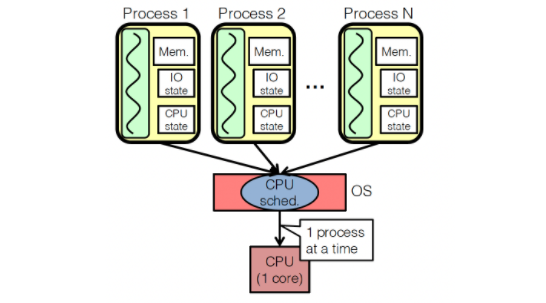 Process 1
Process 2
Process N
Mem.
IO
state
CPU
state
Mem.
IO
state
CPU
state
...
Mem.
IO
state
CPU
state
CPU
sched.
OS
1 process
at a time
CPU
(1 core)